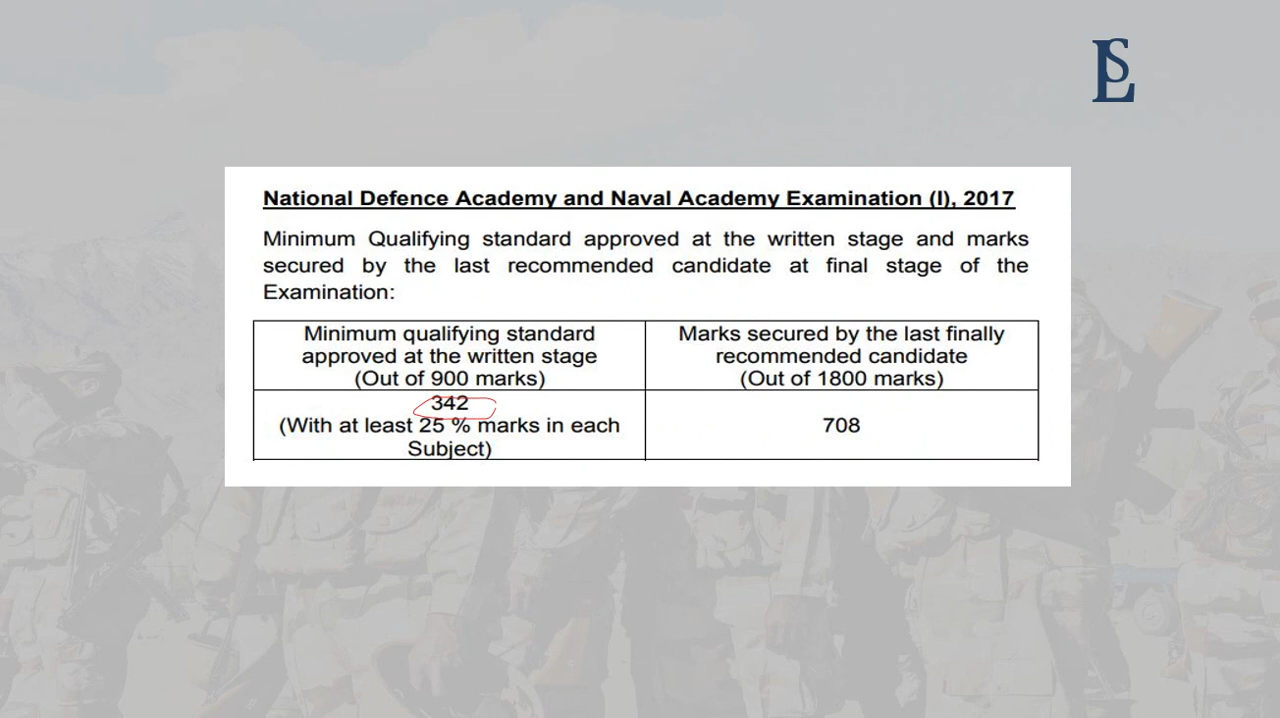 LS
National Defence Academy and Naval Academy Examination (I), 2017
Minimum Qualifying standard approved at the written stage and marks
secured by the last recommended candidate at final stage of the
Examination:
Minimum qualifying standard
approved at the written stage
(Out of 900 marks)
Marks secured by the last finally
recommended candidate
(Out of 1800 marks)
342
(With at least 25 % marks in each
Subject)
708